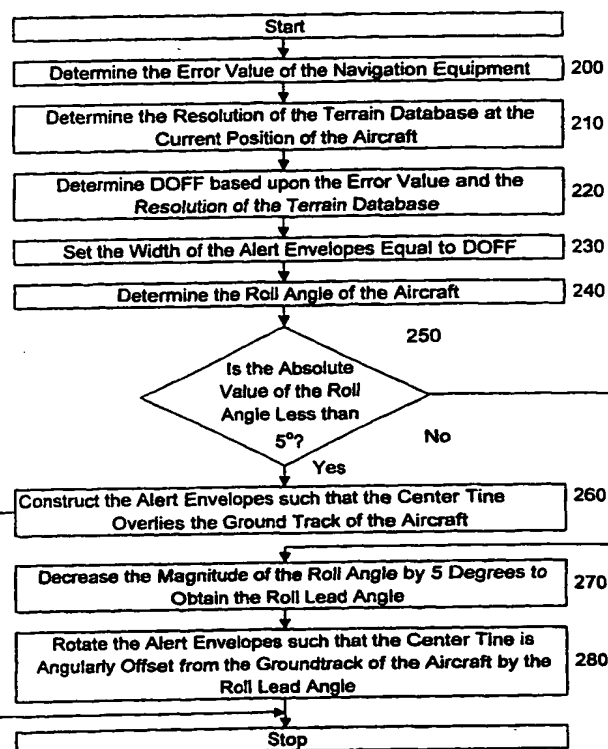 Start
Determine the Error Value of the Navigation Equipment 200
Determine the Resolution of the Terrain Database at the
Current Position of the Aircraft
210
Determine DOFF based upon the Error Value and the
Resolution of the Terrain Database
220
Set the Width of the Alert Envelopes Equal to DOFF 230
Determine the Roll Angle of the Aircraft 240
250
Is the Absolute
Value of the Roll
Angle Less than
5°?
No
Yes
Construct the Alert Envelopes such that the Center Tine
Overlies the Ground Track of the Aircraft
260
Decrease the Magnitude of the Roll Angle by 5 Degrees to
Obtain the Roll Lead Angle
270
Rotate the Alert Envelopes such that the Center Tine is
Angularly Offset from the Groundtrack of the Aircraft by the
Roll Lead Angle
280
Stop